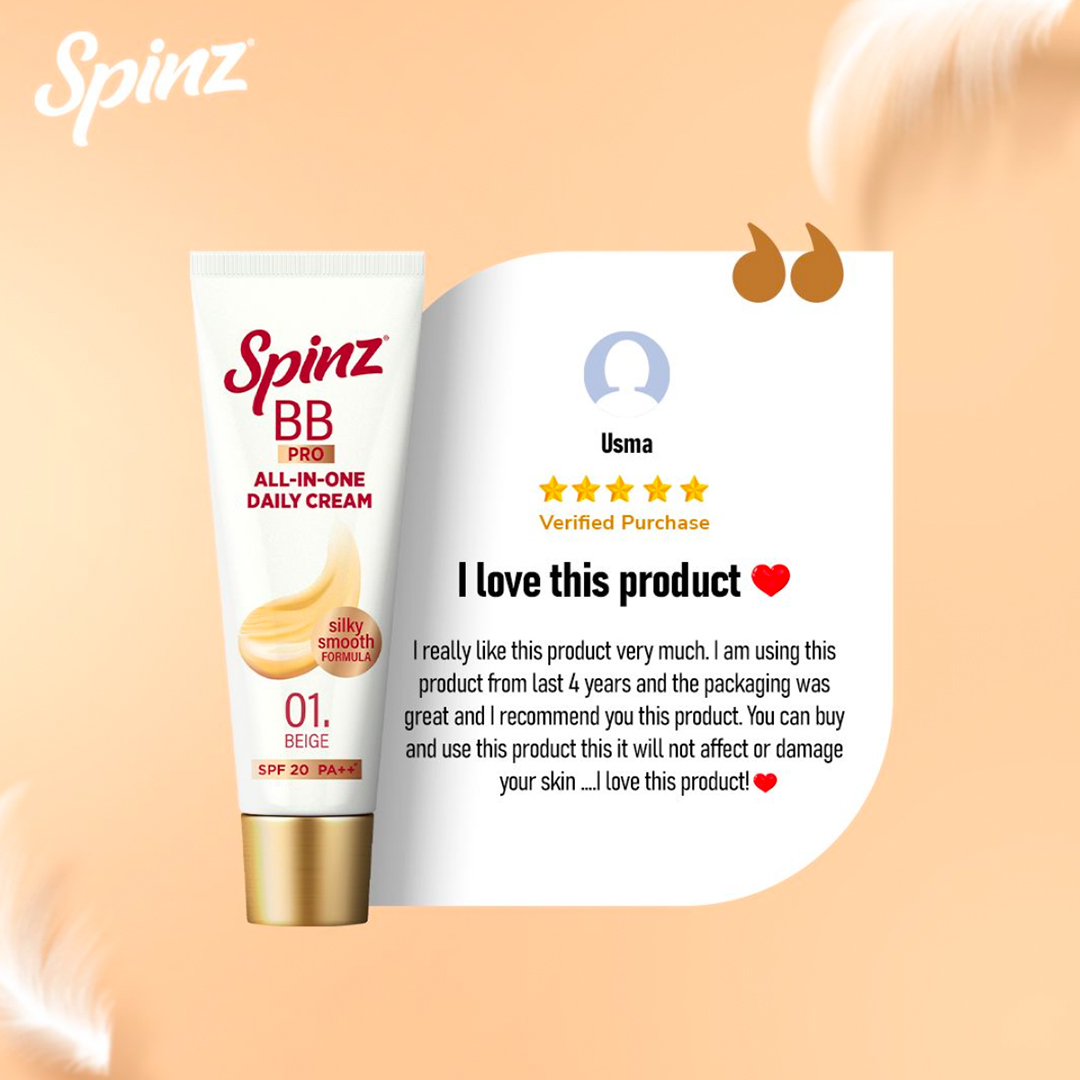 Spinz
Spinz
BB
PRO
ALL-IN-ONE
DAILY CREAM
silky
smooth
FORMULA
01.
BEIGE
SPF 20 PA++
Usma
Verified Purchase
I love this product ❤️
I really like this product very much. I am using this
product from last 4 years and the packaging was
great and I recommend you this product. You can buy
and use this product this it will not affect or damage
your skin ....I love this product! ❤️